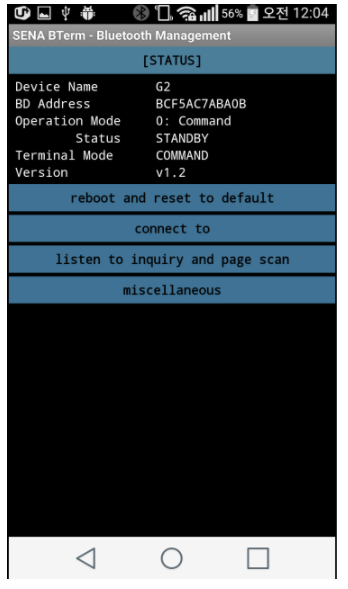 56% 오전 12:04
SENA BTerm - Bluetooth Management
[STATUS]
Device Name G2
BD Address BCF5AC7ABA0B
Operation Mode 0: Command
Status STANDBY
Terminal Mode COMMAND
Version v1.2
reboot and reset to default
connect to
listen to inquiry and page scan
miscellaneous